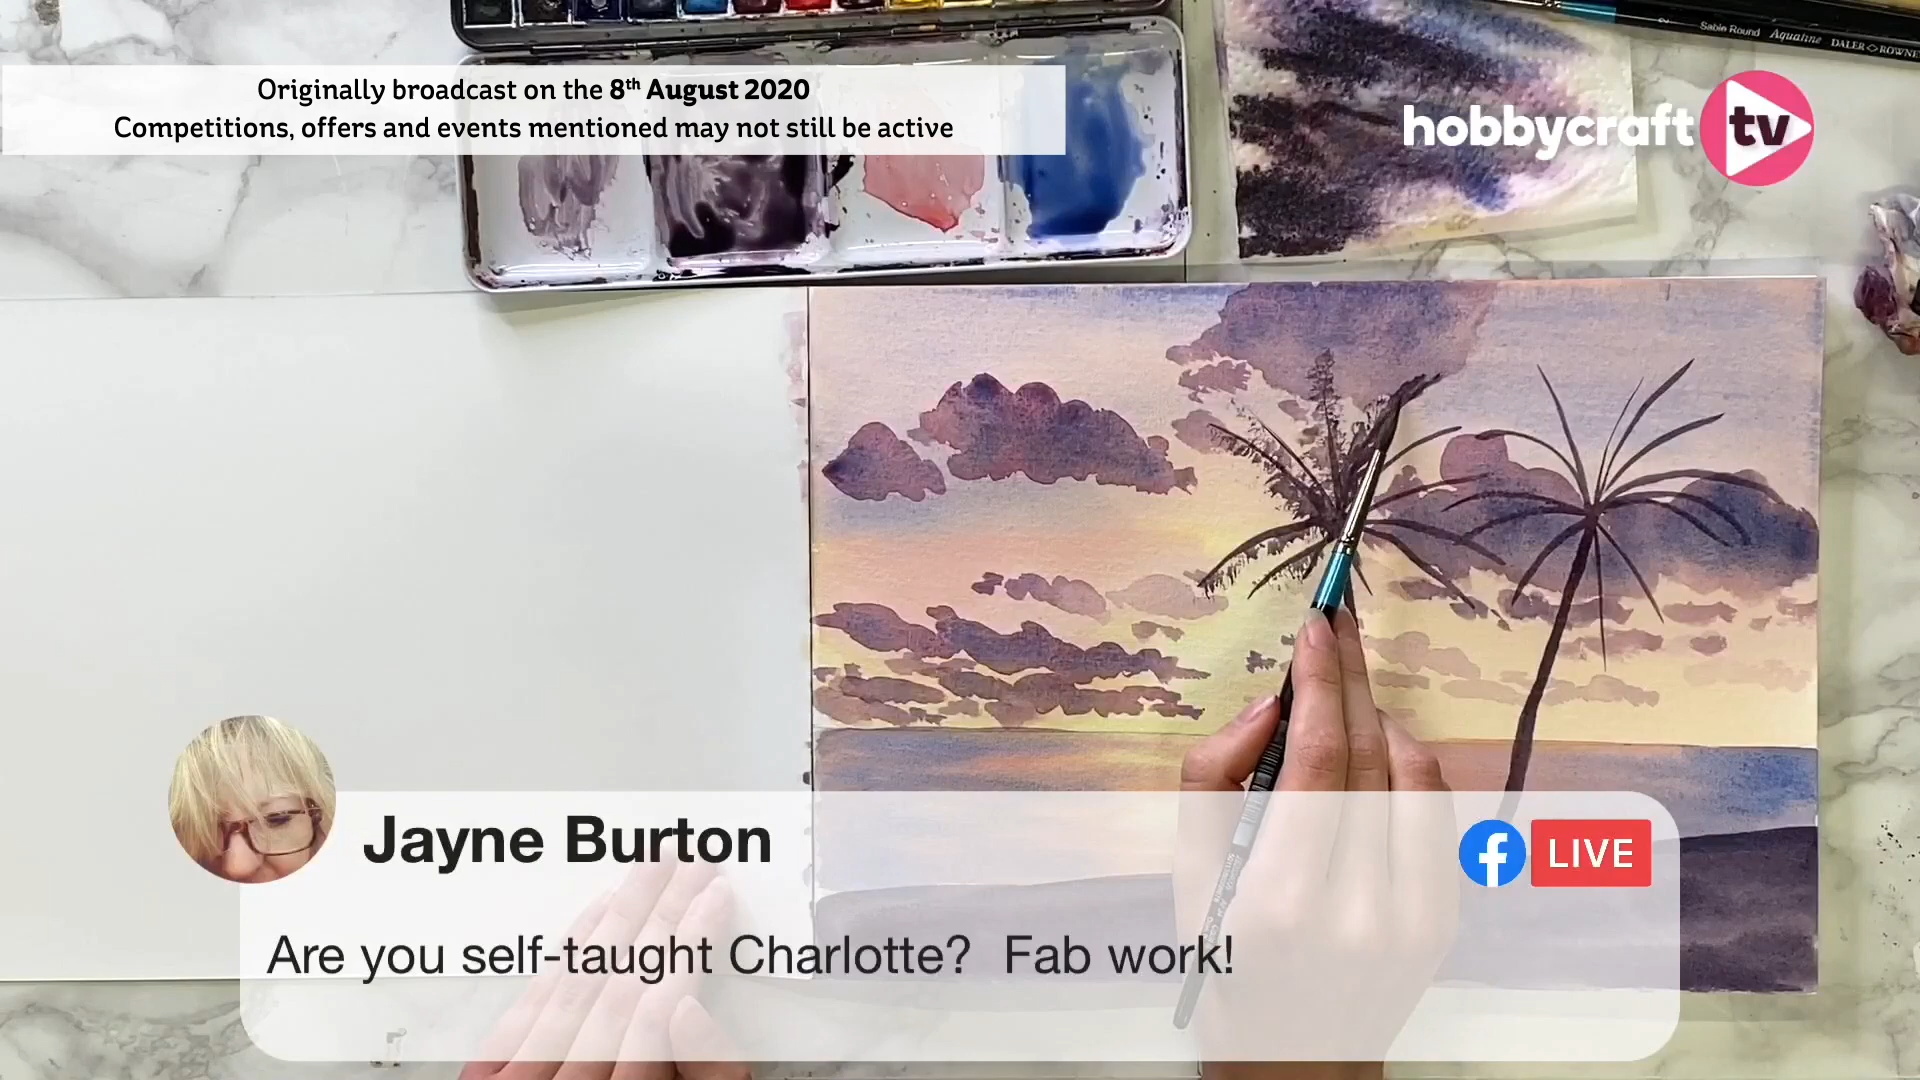 Sable Round Aqualine DALER ROWNEY
Originally broadcast on the 8th August 2020
Competitions, offers and events mentioned may not still be active
hobbycraft tv
Jayne Burton
LIVE
Are you self-taught Charlotte? Fab work!